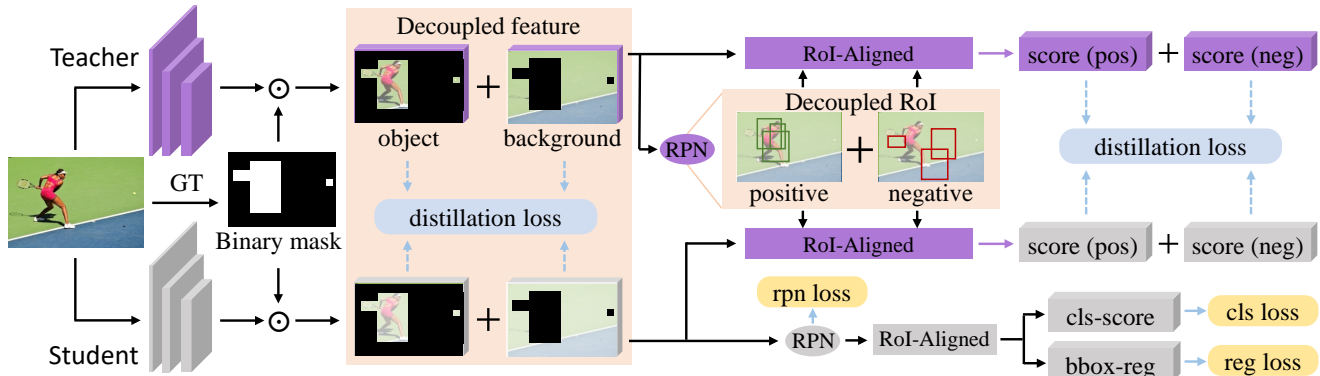 Decoupled feature
Teacher
RoI-Aligned
score (pos)
score (neg)
Decoupled RoI
object
background
RPN
distillation loss
GT
positive
negative
distillation loss
Binary mask
RoI-Aligned
score (pos)
score (neg)
rpn loss
cls-score
cls loss
RPN
RoI-Aligned
Student
bbox-reg
reg loss